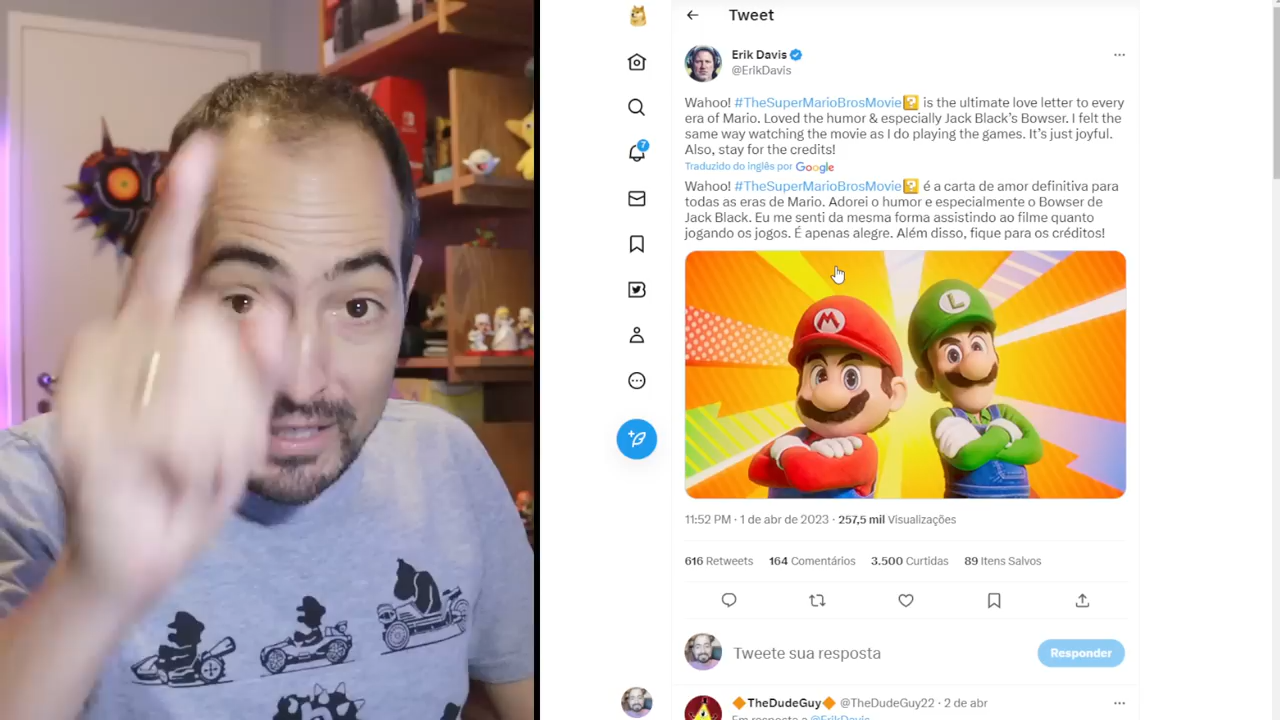 Tweet
Erik Davis
@ErikDavis
Wahoo! #TheSuperMarioBrosMovie is the ultimate love letter to every
era of Mario. Loved the humor & especially Jack Black's Bowser. I felt the
same way watching the movie as I do playing the games. It's just joyful.
Also, stay for the credits!
Traduzido do inglês por Google
Wahoo! #TheSuperMarioBrosMovie é a carta de amor definitiva para
todas as eras de Mario. Adorei o humor e especialmente o Bowser de
Jack Black. Eu me senti da mesma forma assistindo ao filme quanto
jogando os jogos. É apenas alegre. Além disso, fique para os créditos!
M
L
11:52 PM · 1 de abr de 2023 · 257,5 mil Visualizações
616 Retweets 164 Comentários 3.500 Curtidas 89 Itens Salvos
Tweete sua resposta
Responder
TheDudeGuy @TheDudeGuy22 · 2 de abr
Em resposta a @ErikDavis
7